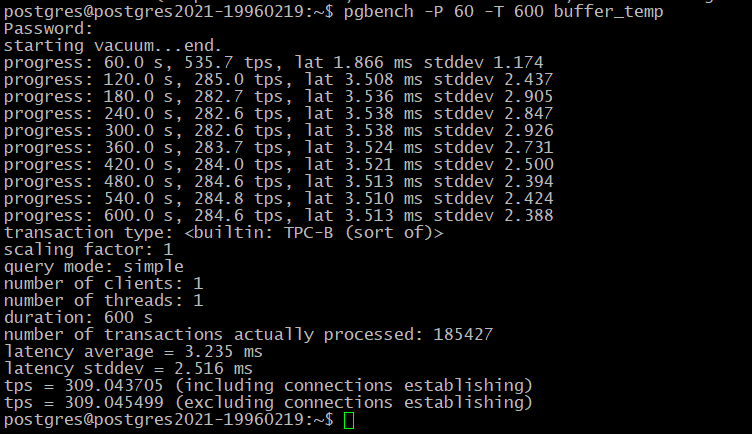 postgres@postgres2021-19960219:~$ pgbench -P 60 -T 600 buffer_temp
Password:
starting vacuum...end.
progress: 60.0 s, 535.7 tps, lat 1.866 ms stddev 1.174
progress: 120.0 s, 285.0 tps, lat 3.508 ms stddev 2.437
progress: 180.0 s, 282.7 tps, lat 3.536 ms stddev 2.905
progress: 240.0 s, 282.6 tps, lat 3.538 ms stddev 2.847
progress: 300.0 s, 282.6 tps, lat 3.538 ms stddev 2.926
progress: 360.0 s, 283.7 tps, lat 3.524 ms stddev 2.731
progress: 420.0 s, 284.0 tps, lat 3.521 ms stddev 2.500
progress: 480.0 s, 284.6 tps, lat 3.513 ms stddev 2.394
progress: 540.0 s, 284.8 tps, lat 3.510 ms stddev 2.424
progress: 600.0 s, 284.6 tps, lat 3.513 ms stddev 2.388
transaction type: <builtin: TPC-B (sort of)>
scaling factor: 1
query mode: simple
number of clients: 1
number of threads: 1
duration: 600 s
number of transactions actually processed: 185427
latency average = 3.235 ms
latency stddev = 2.516 ms
tps = 309.043705 (including connections establishing)
tps = 309.045499 (excluding connections establishing)
postgres@postgres2021-19960219:~$